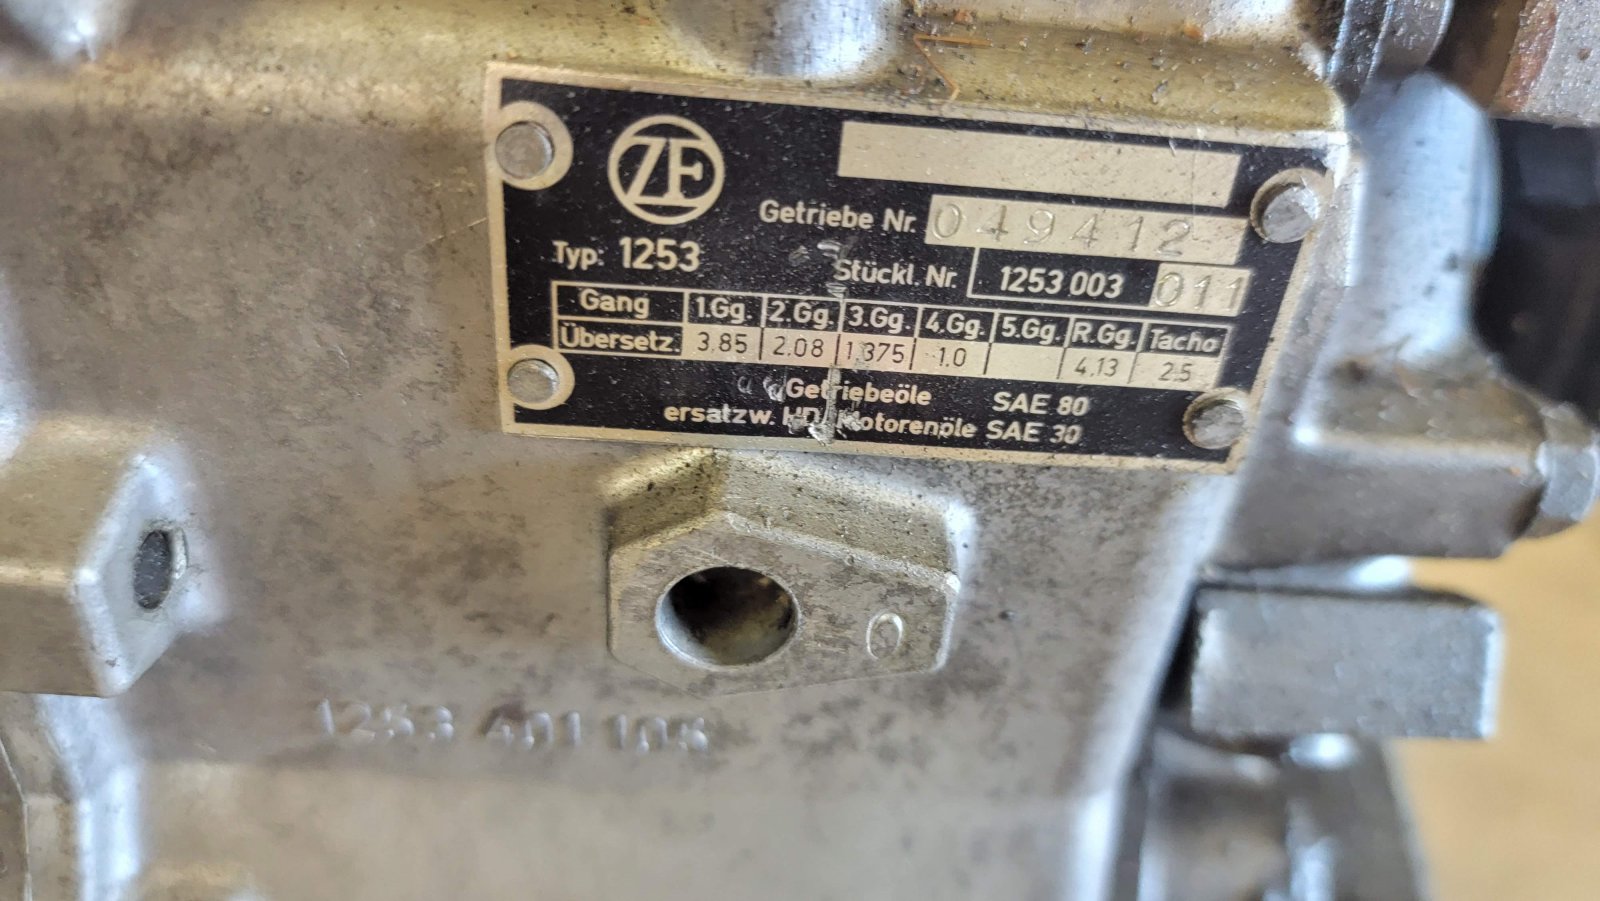 ZF
Getriebe Nr. 049412
Typ: 1253
Stückl. Nr. 1253 003 011
Gang 1.Gg. 2.Gg. 3.Gg. 4.Gg. 5.Gg. R.Gg. Tacho
Übersetz. 3.85 2.08 1.375 1.0 4.13 2.5
Getriebeöle SAE 80
ersatzw. HD/Motorenöle SAE 30
O
1253 401 105